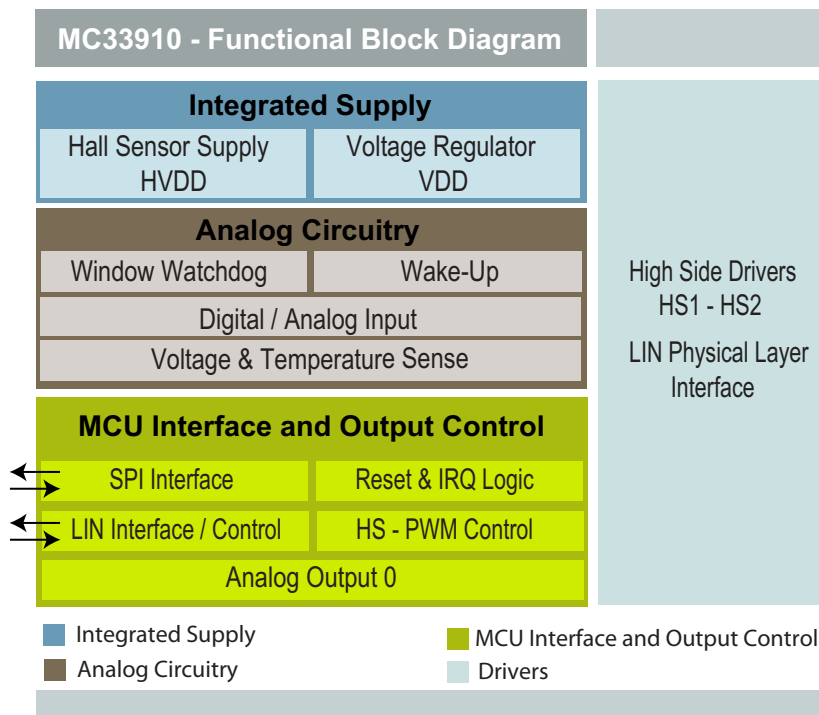 MC33910 - Functional Block Diagram
Integrated Supply
Hall Sensor Supply
HVDD
Voltage Regulator
VDD
Analog Circuitry
Window Watchdog
Wake-Up
Digital / Analog Input
Voltage & Temperature Sense
MCU Interface and Output Control
SPI Interface
Reset & IRQ Logic
LIN Interface / Control
HS - PWM Control
Analog Output 0
High Side Drivers
HS1 - HS2
LIN Physical Layer
Interface
Integrated Supply
Analog Circuitry
MCU Interface and Output Control
Drivers